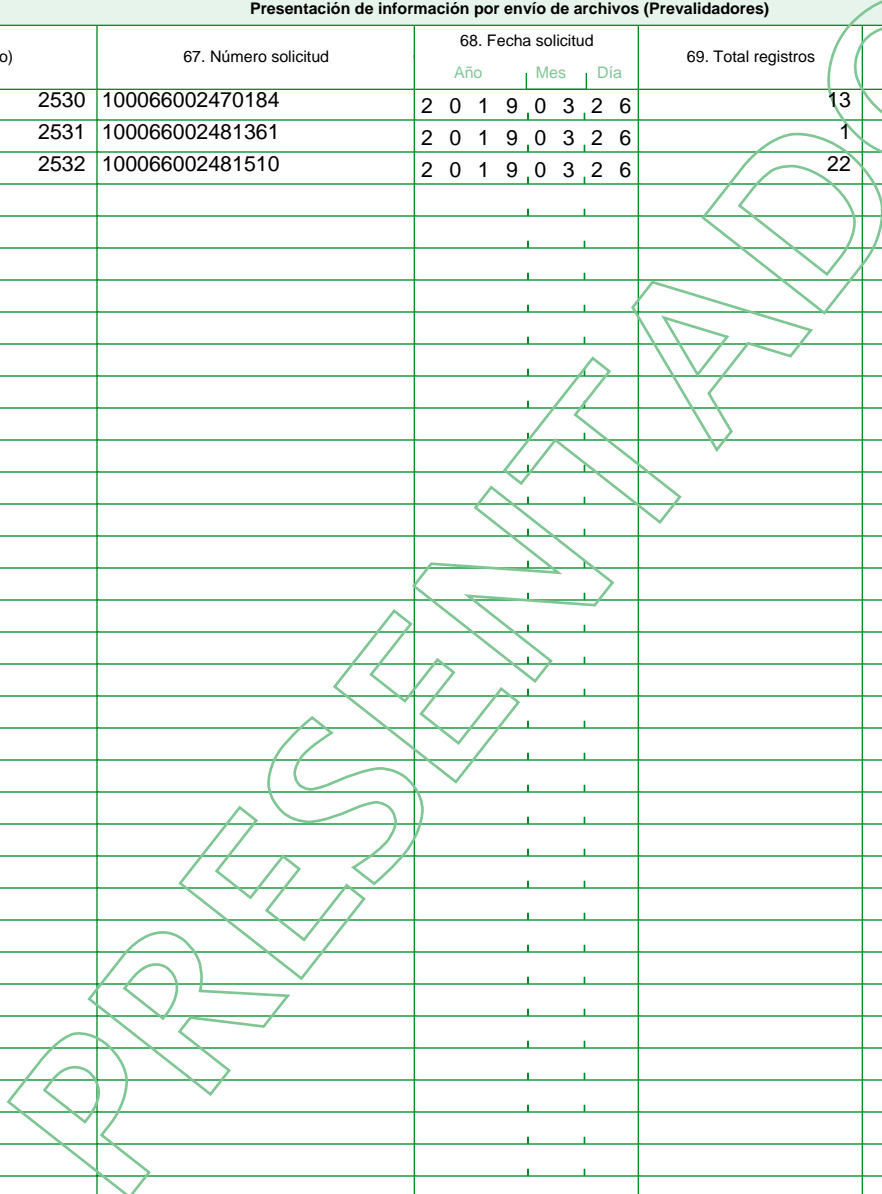 Presentación de información por envío de archivos (Prevalidadores)
o) 67. Número solicitud 68. Fecha solicitud 69. Total registros
Año Mes Día
2530 100066002470184 2 0 1 9 0 3 2 6 13
2531 100066002481361 2 0 1 9 0 3 2 6 1
2532 100066002481510 2 0 1 9 0 3 2 6 22
PRESENTADO